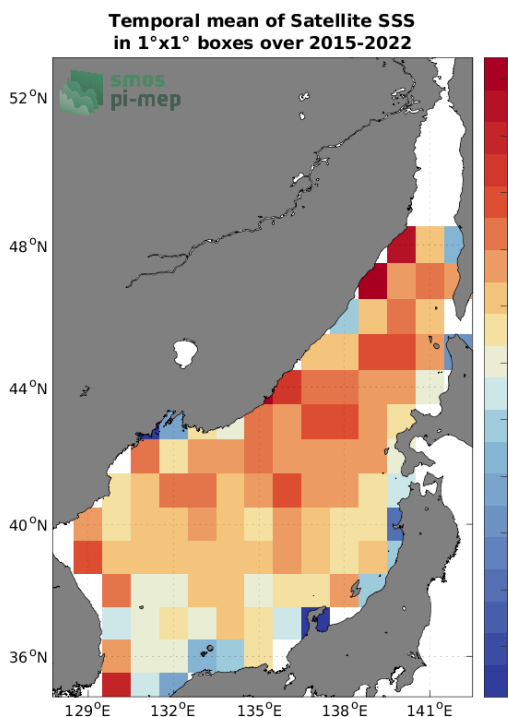 Temporal mean of Satellite SSS
in 1°x1° boxes over 2015-2022
smos
pi-mep
52°N
48°N
44°N
40°N
36°N
129°E 132°E 135°E 138°E 141°E